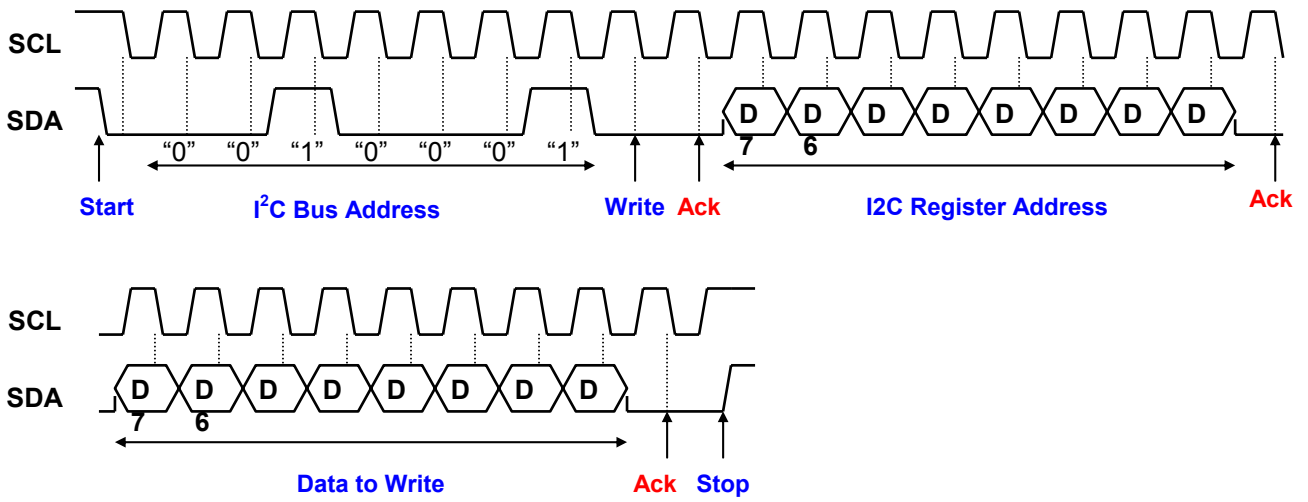 SCL
SDA
D D D D D D D D
7 6
“0” “0” “1” “0” “0” “0” “1”
Start I²C Bus Address Write Ack I2C Register Address Ack
SCL
SDA
D D D D D D D D
7 6
Data to Write Ack Stop